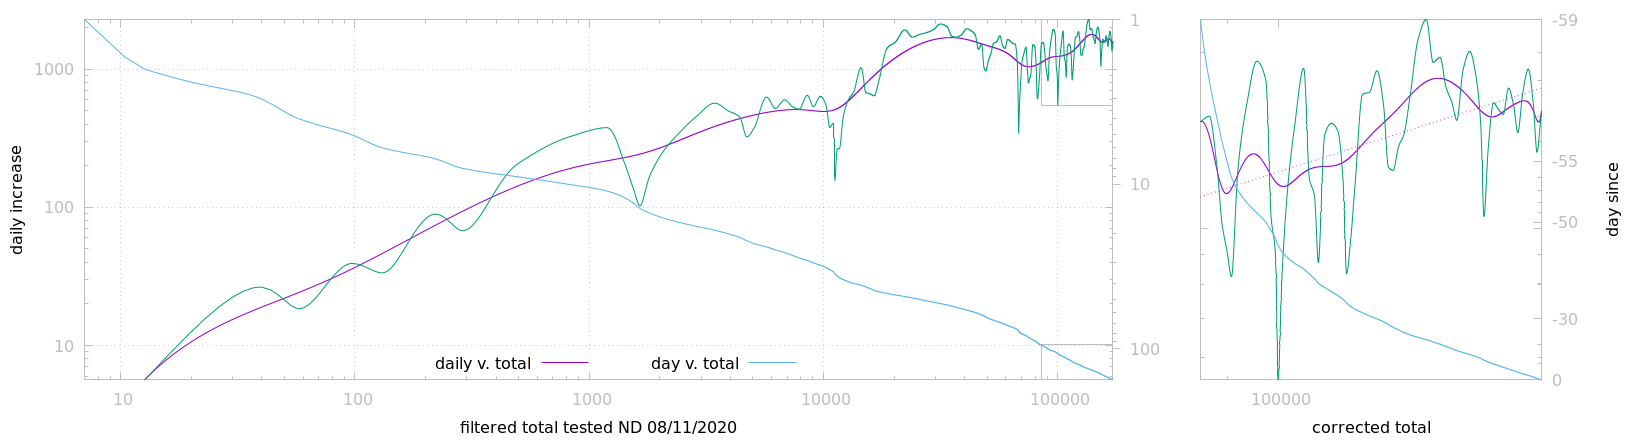 1000
100
10
daily increase
10
100
1000
10000
100000
filtered total tested ND 08/11/2020
daily v. total
day v. total
1
10
100
100000
corrected total
-59
-55
-50
-30
0
day since